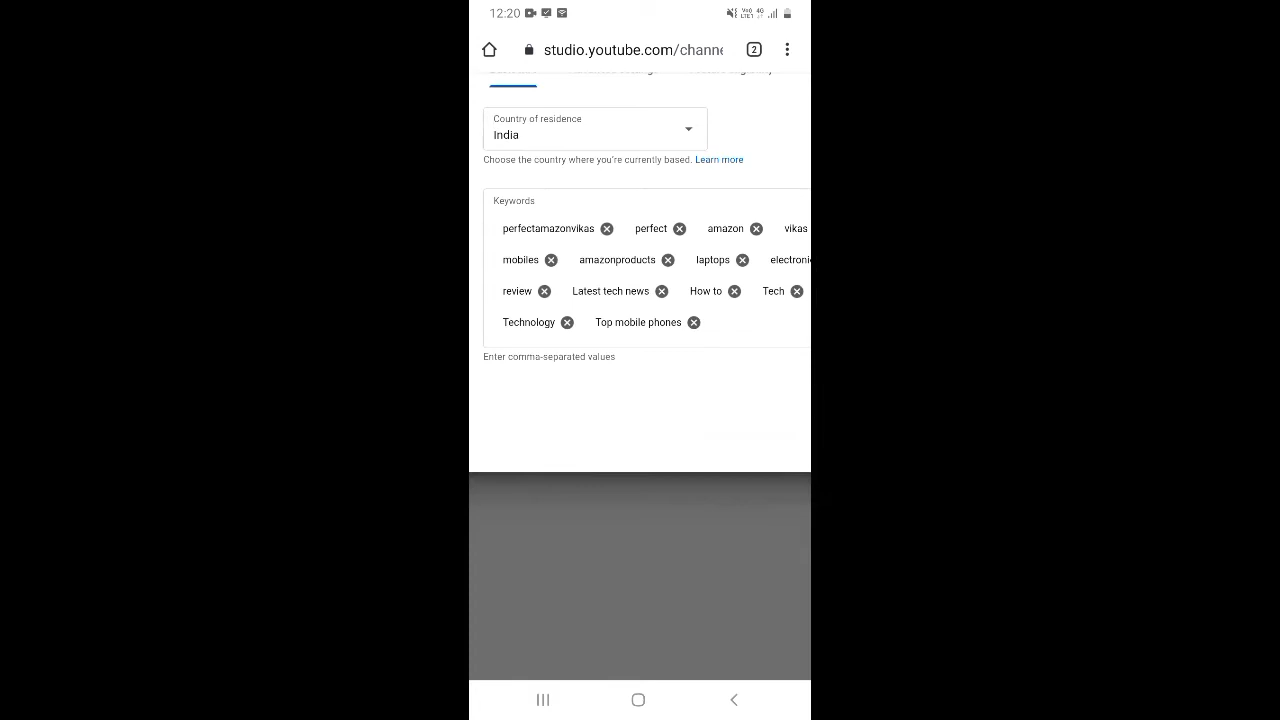 12:20
studio.youtube.com/channe
2
Country of residence
India
Choose the country where you're currently based. Learn more
Keywords
perfectamazonvikas perfect amazon vikas
mobiles amazonproducts laptops electroni
review Latest tech news How to Tech
Technology Top mobile phones
Enter comma-separated values